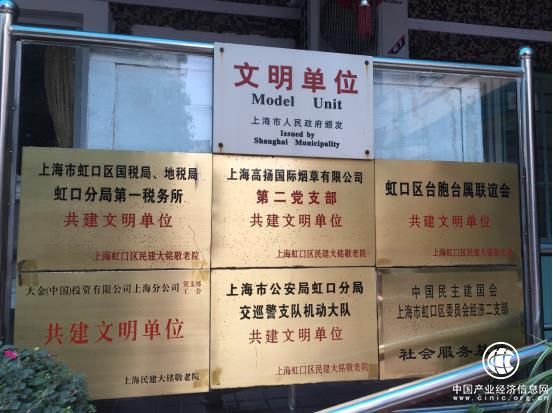 文明单位
Model Unit
上海市人民政府颁发
Issued by
Shanghai Municipality
上海市虹口区国税局、地税局
虹口分局第一税务所
共建文明单位
上海虹口区民建大铭敬老院
上海高扬国际烟草有限公司
第二党支部
共建文明单位
上海虹口区民建大铭敬老院
虹口区台胞台属联谊会
共建文明单位
上海虹口区民建大铭敬老院
大金(中国)投资有限公司上海分公司 党支部
工会
共建文明单位
上海民建大铭敬老院
上海市公安局虹口分局
交巡警支队机动大队
共建文明单位
上海虹口区民建大铭敬老院
中国民主建国会
上海市虹口区委员会经济二支部
社会服务基
中国产业经济信息网
www.cinic.org.cn